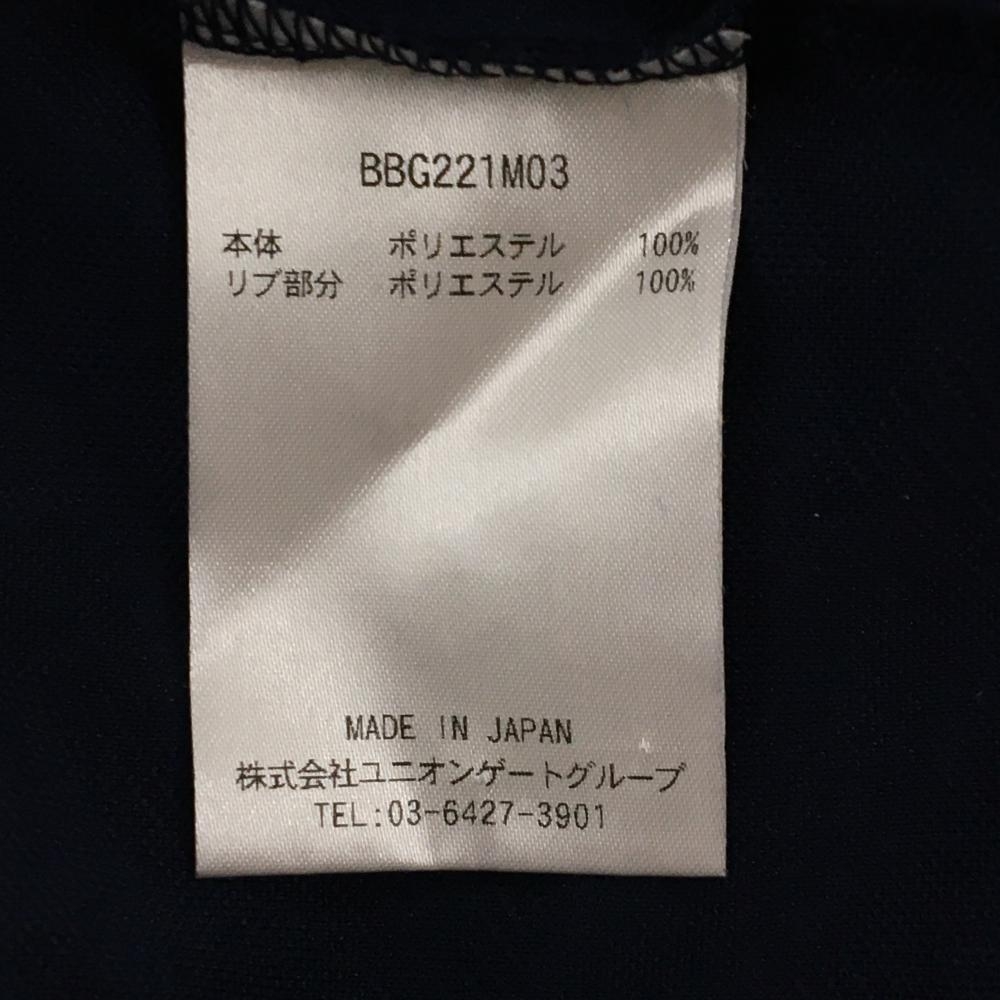 BBG221M03
本体 ポリエステル 100%
リブ部分 ポリエステル 100%
MADE IN JAPAN
株式会社ユニオンゲートグループ
TEL:03-6427-3901